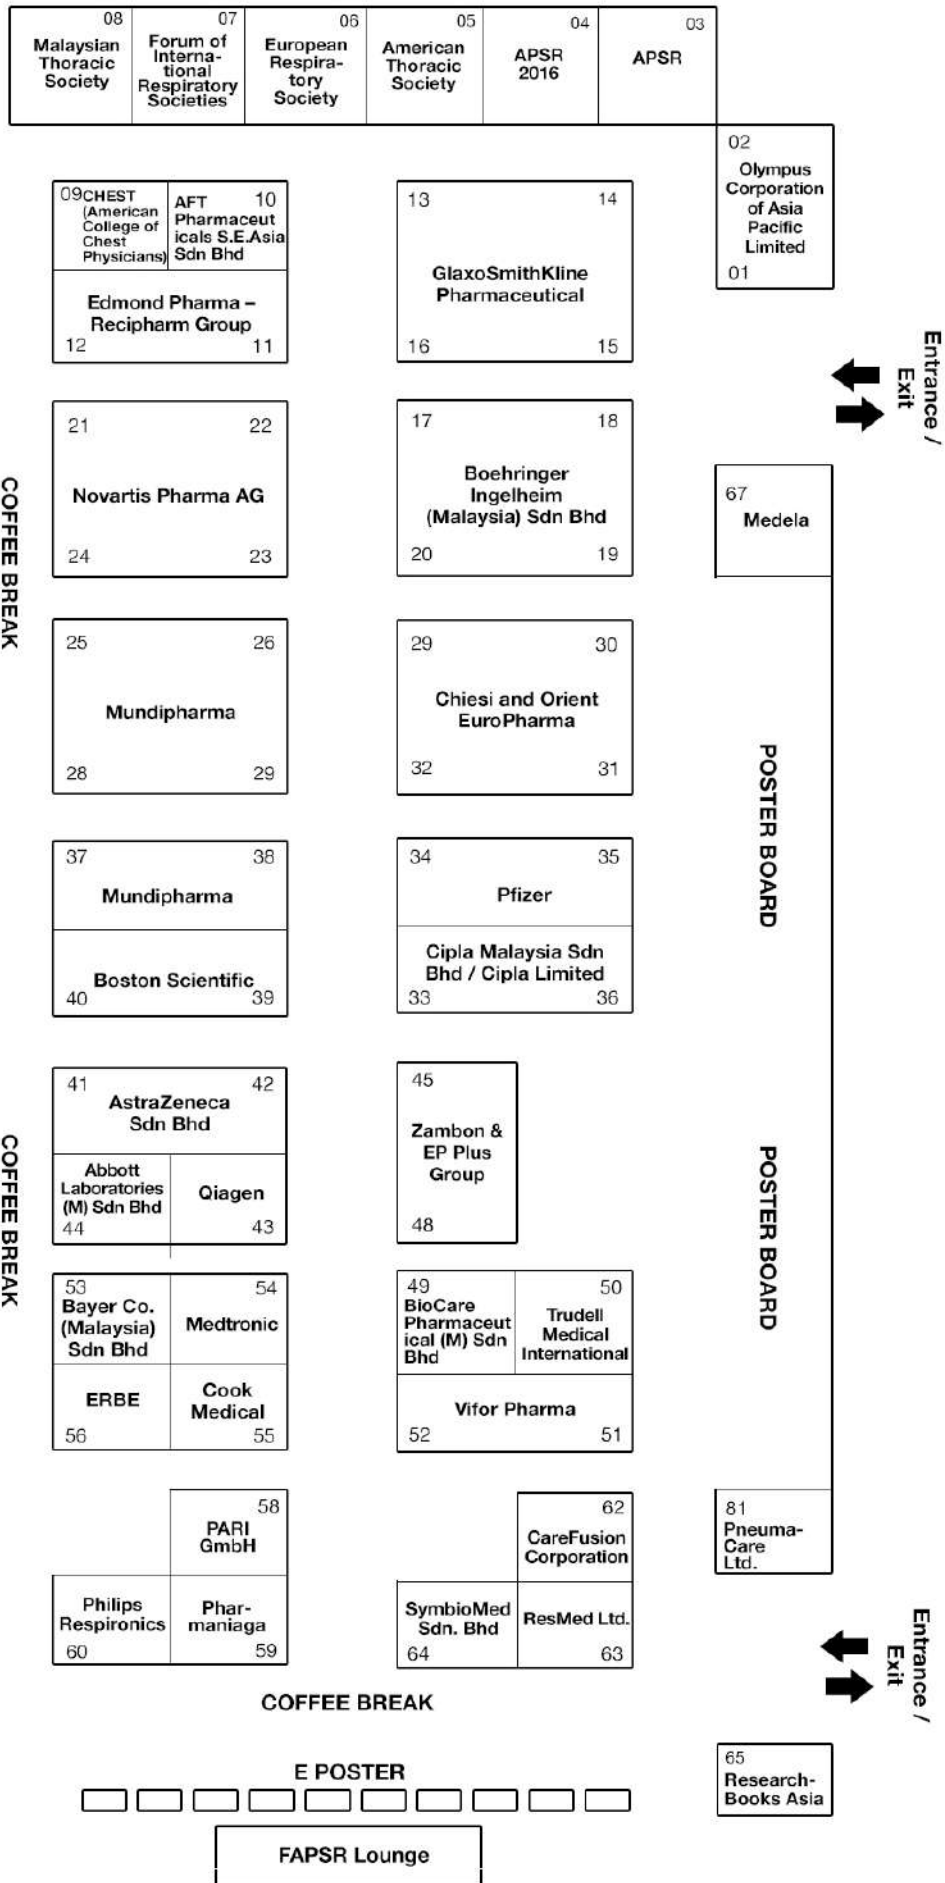 08
Malaysian
Thoracic
Society
07
Forum of
Interna-
tional
Respiratory
Societies
06
European
Respira-
tory
Society
05
American
Thoracic
Society
04
APSR
2016
03
APSR
02
Olympus
Corporation
of Asia
Pacific
Limited
01
09 CHEST
(American
College of
Chest
Physicians)
10
AFT
Pharmaceut
icals S.E.Asia
Sdn Bhd
Edmond Pharma –
Recipharm Group
12 11
13 14
GlaxoSmithKline
Pharmaceutical
16 15
Entrance /
Exit
21 22
Novartis Pharma AG
24 23
17 18
Boehringer
Ingelheim
(Malaysia) Sdn Bhd
20 19
67
Medela
COFFEE BREAK
25 26
Mundipharma
28 29
29 30
Chiesi and Orient
EuroPharma
32 31
POSTER BOARD
37 38
Mundipharma
Boston Scientific
40 39
34 35
Pfizer
Cipla Malaysia Sdn
Bhd / Cipla Limited
33 36
41 42
AstraZeneca
Sdn Bhd
Abbott
Laboratories
(M) Sdn Bhd
44
Qiagen
43
45
Zambon &
EP Plus
Group
48
COFFEE BREAK
POSTER BOARD
53
Bayer Co.
(Malaysia)
Sdn Bhd
54
Medtronic
ERBE
56
Cook
Medical
55
49
BioCare
Pharmaceut
ical (M) Sdn
Bhd
50
Trudell
Medical
International
Vifor Pharma
52 51
58
PARI
GmbH
Philips
Respironics
60
Phar-
maniaga
59
62
CareFusion
Corporation
SymbioMed
Sdn. Bhd
64
ResMed Ltd.
63
81
Pneuma-
Care
Ltd.
Entrance /
Exit
COFFEE BREAK
E POSTER
65
Research-
Books Asia
FAPSR Lounge